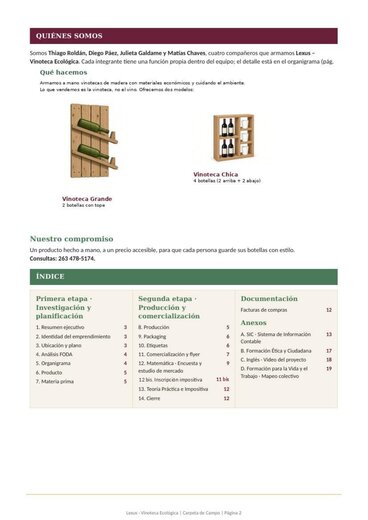 QUIÉNES SOMOS
Somos Thiago Roldán, Diego Páez, Julieta Galdame y Matías Chaves, cuatro compañeros que armamos Lexus –
Vinoteca Ecológica. Cada integrante tiene una función propia dentro del equipo; el detalle está en el organigrama (pág.
Qué hacemos
Armamos a mano vinotecas de madera con materiales económicos y cuidando el ambiente.
Lo que vendemos es la vinoteca, no el vino. Ofrecemos dos modelos:
Vinoteca Chica
4 botellas (2 arriba + 2 abajo)
Vinoteca Grande
2 botellas con tope
Nuestro compromiso
Un producto hecho a mano, a un precio accesible, para que cada persona guarde sus botellas con estilo.
Consultas: 263 478-5174.
ÍNDICE
Primera etapa ·
Investigación y
planificación
1. Resumen ejecutivo 3
2. Identidad del emprendimiento 3
3. Ubicación y plano 3
4. Análisis FODA 4
5. Organigrama 4
6. Producto 5
7. Materia prima 5
Segunda etapa ·
Producción y
comercialización
8. Producción 5
9. Packaging 6
10. Etiquetas 6
11. Comercialización y flyer 7
12. Matemática · Encuesta y 9
estudio de mercado
12 bis. Inscripción impositiva 11 bis
13. Teoría Práctica e impositiva 12
14. Cierre 12
Documentación
Facturas de compras 12
Anexos
A. SIC · Sistema de Información 13
Contable
B. Formación Ética y Ciudadana 17
C. Inglés · Video del proyecto 18
D. Formación para la Vida y el 19
Trabajo · Mapeo colectivo
Lexus · Vinoteca Ecológica | Carpeta de Campo | Página 2